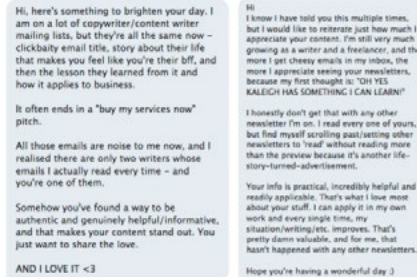 Hi, here's something to brighten your day. I
am on a lot of copywriter/content writer
mailing lists, but they're all the same now –
clickbaity email title, story about their life
that makes you feel like you're their bff, and
then the lesson they learned from it and
how it applies to business.
It often ends in a "buy my services now"
pitch.
All those emails are noise to me now, and I
realised there are only two writers whose
emails I actually read every time – and
you're one of them.
Somehow you've found a way to be
authentic and genuinely helpful/informative,
and that makes your content stand out. You
just want to share the love.
AND I LOVE IT <3
Hi
I know I have told you this multiple times,
but I would like to reiterate just how much I
appreciate your content. I'm still very much
growing as a writer and a freelancer, and the
more I get cheesy emails in my inbox, the
more I appreciate seeing your newsletters,
because my first thought is: "OH YES
KALEIGH HAS SOMETHING I CAN LEARN!"
I honestly don't get that with any other
newsletter I'm on. I read every one of yours,
but find myself scrolling past/setting other
newsletters to 'read' without reading more
than the preview because it's another life-
story-turned-advertisement.
Your info is practical, incredibly helpful and
readily applicable. That's what I love most
about your stuff. I can apply it in my own
work and every single time, my
situation/writing/etc. improves. That's
pretty damn valuable, and for me, that
hasn't happened with any other newsletters.
Hope you're having a wonderful day :)